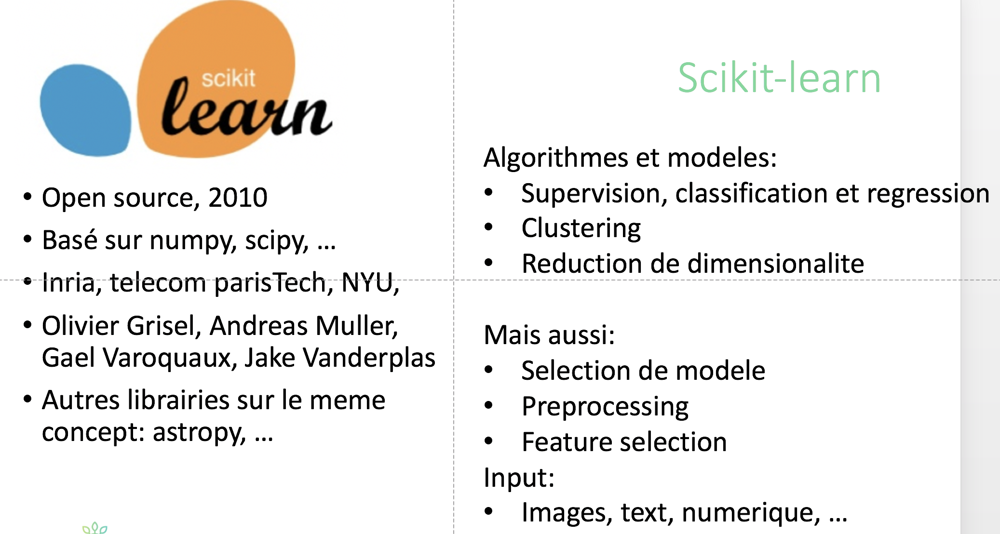 scikit
learn
• Open source, 2010
• Basé sur numpy, scipy, ...
• Inria, telecom parisTech, NYU,
• Olivier Grisel, Andreas Muller,
Gael Varoquaux, Jake Vanderplas
• Autres librairies sur le meme
concept: astropy, ...
Scikit-learn
Algorithmes et modeles:
• Supervision, classification et regression
• Clustering
• Reduction de dimensionalite
Mais aussi:
• Selection de modele
• Preprocessing
• Feature selection
Input:
• Images, text, numerique, ...